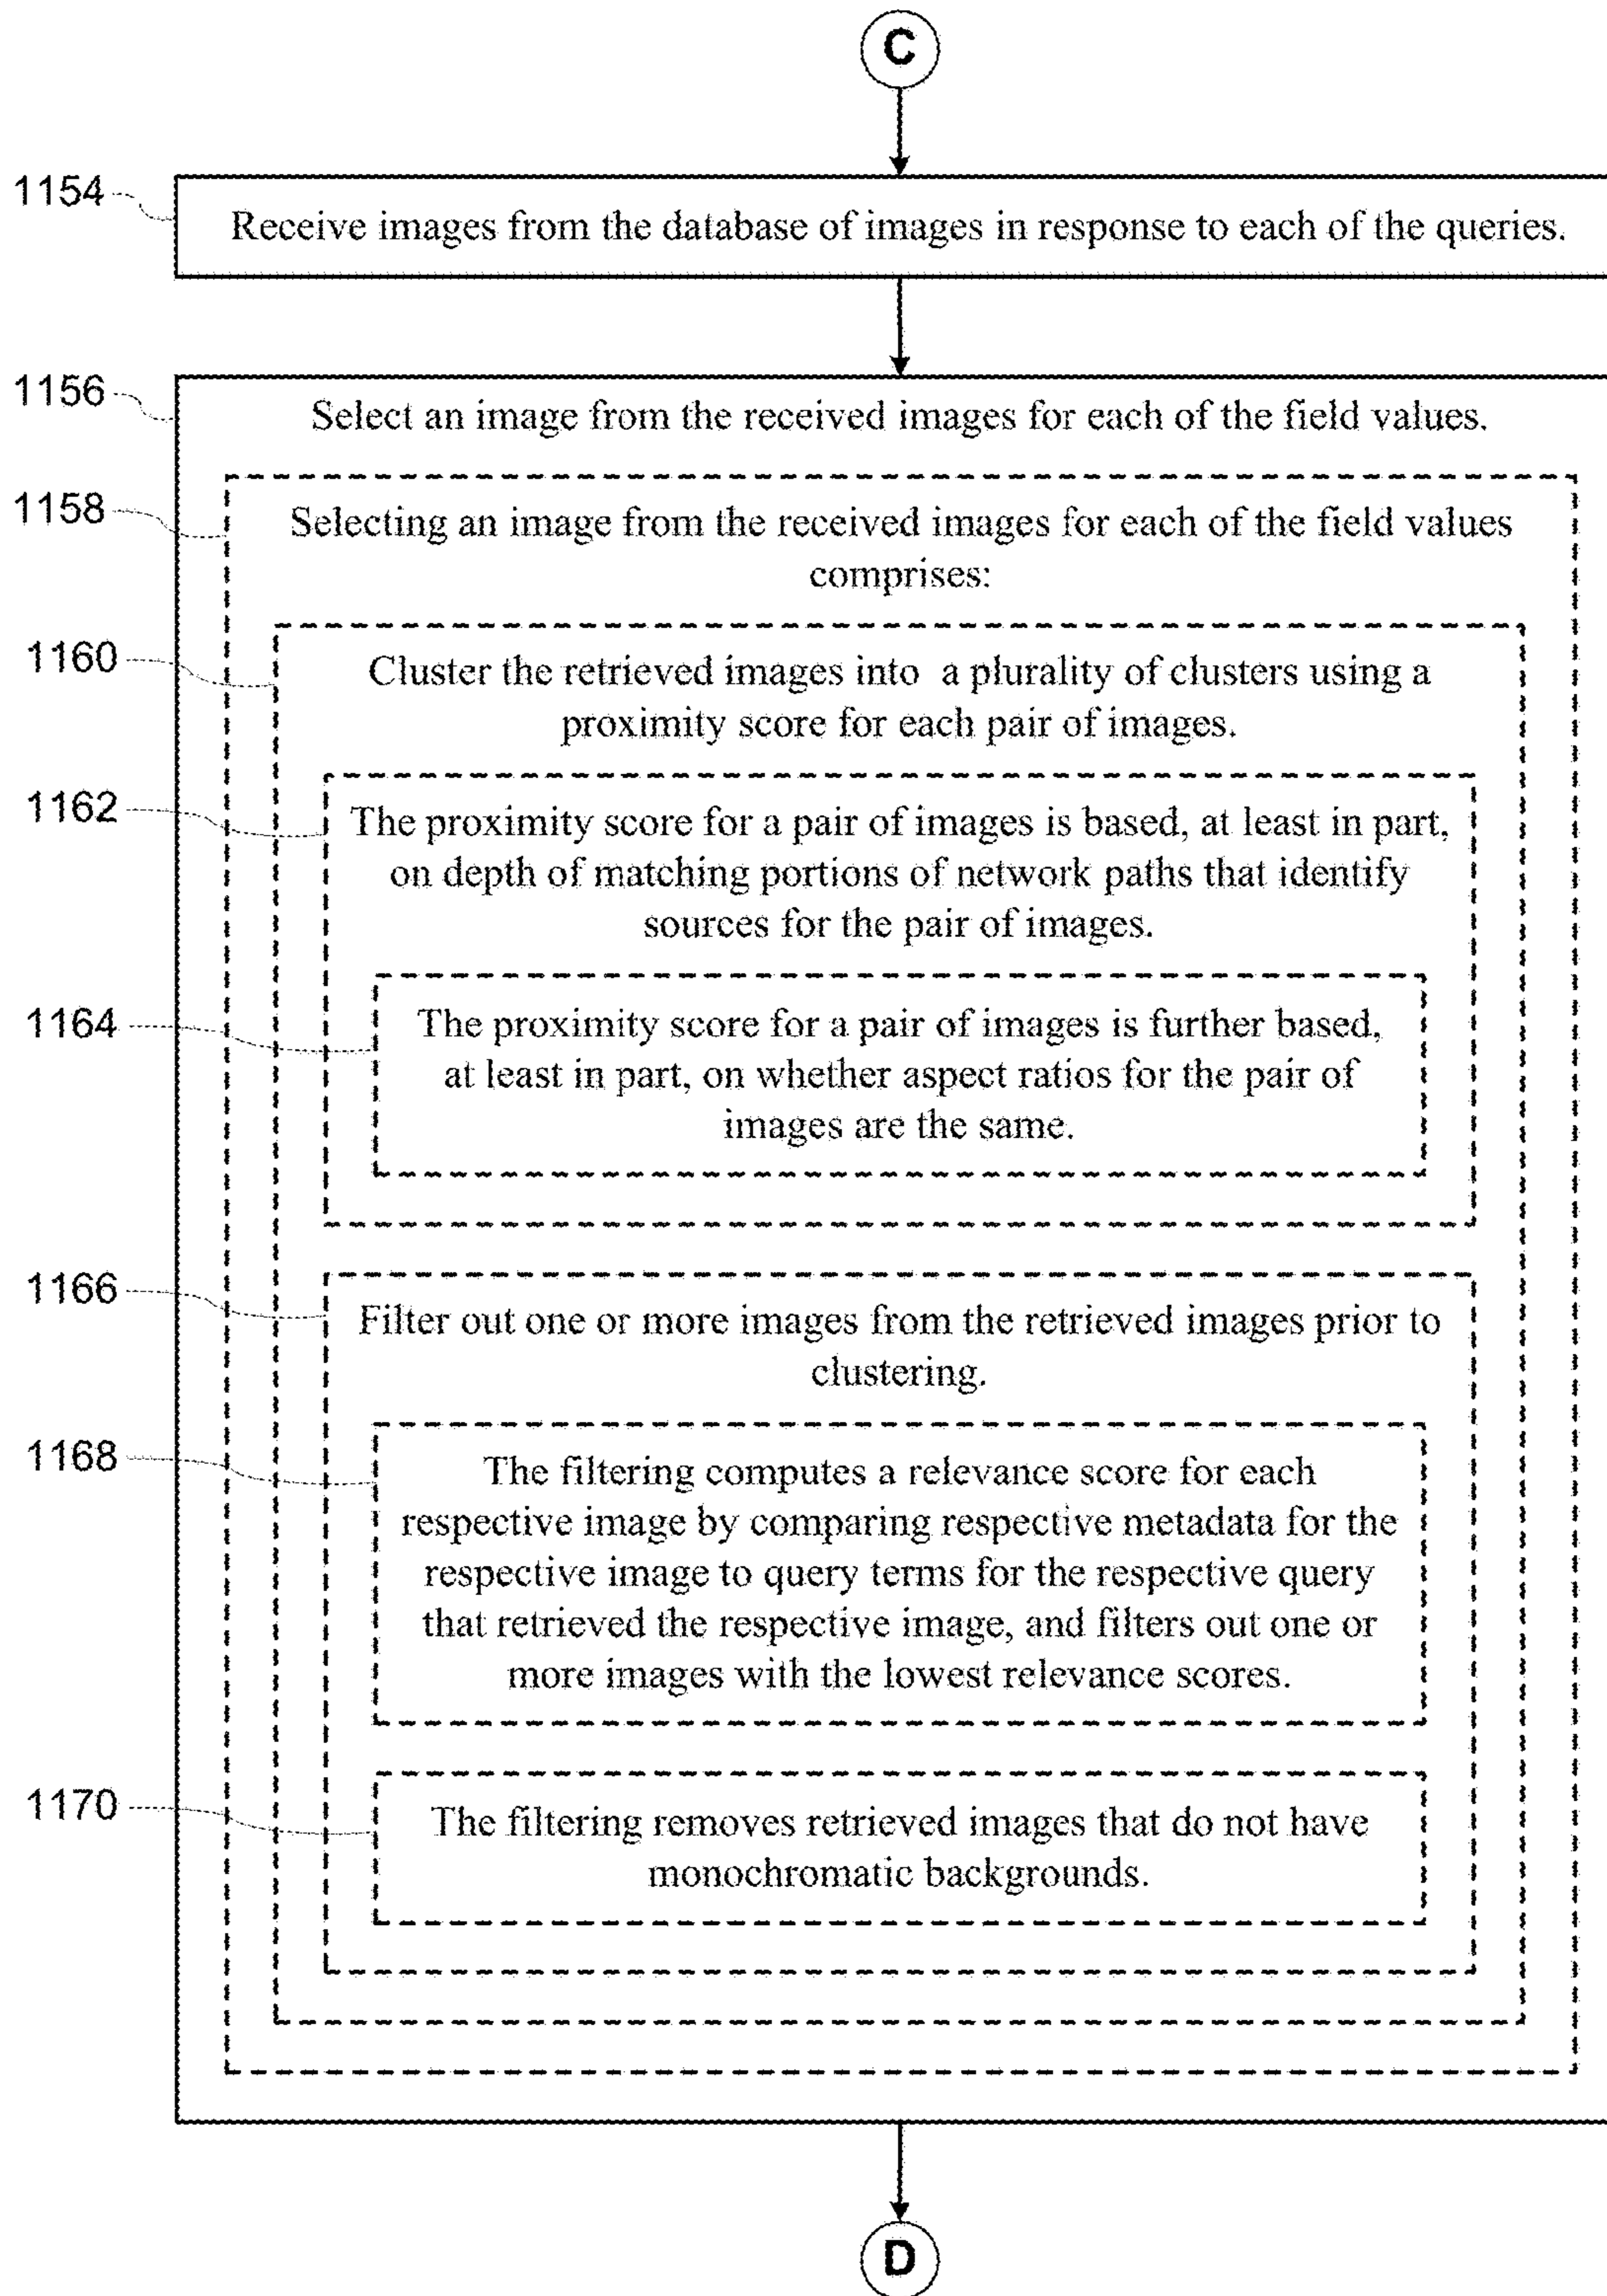 C
1154
Receive images from the database of images in response to each of the queries.
1156
Select an image from the received images for each of the field values.
1158
Selecting an image from the received images for each of the field values
comprises:
1160
Cluster the retrieved images into a plurality of clusters using a
proximity score for each pair of images.
1162
The proximity score for a pair of images is based, at least in part,
on depth of matching portions of network paths that identify
sources for the pair of images.
1164
The proximity score for a pair of images is further based,
at least in part, on whether aspect ratios for the pair of
images are the same.
1166
Filter out one or more images from the retrieved images prior to
clustering.
1168
The filtering computes a relevance score for each
respective image by comparing respective metadata for the
respective image to query terms for the respective query
that retrieved the respective image, and filters out one or
more images with the lowest relevance scores.
1170
The filtering removes retrieved images that do not have
monochromatic backgrounds.
D